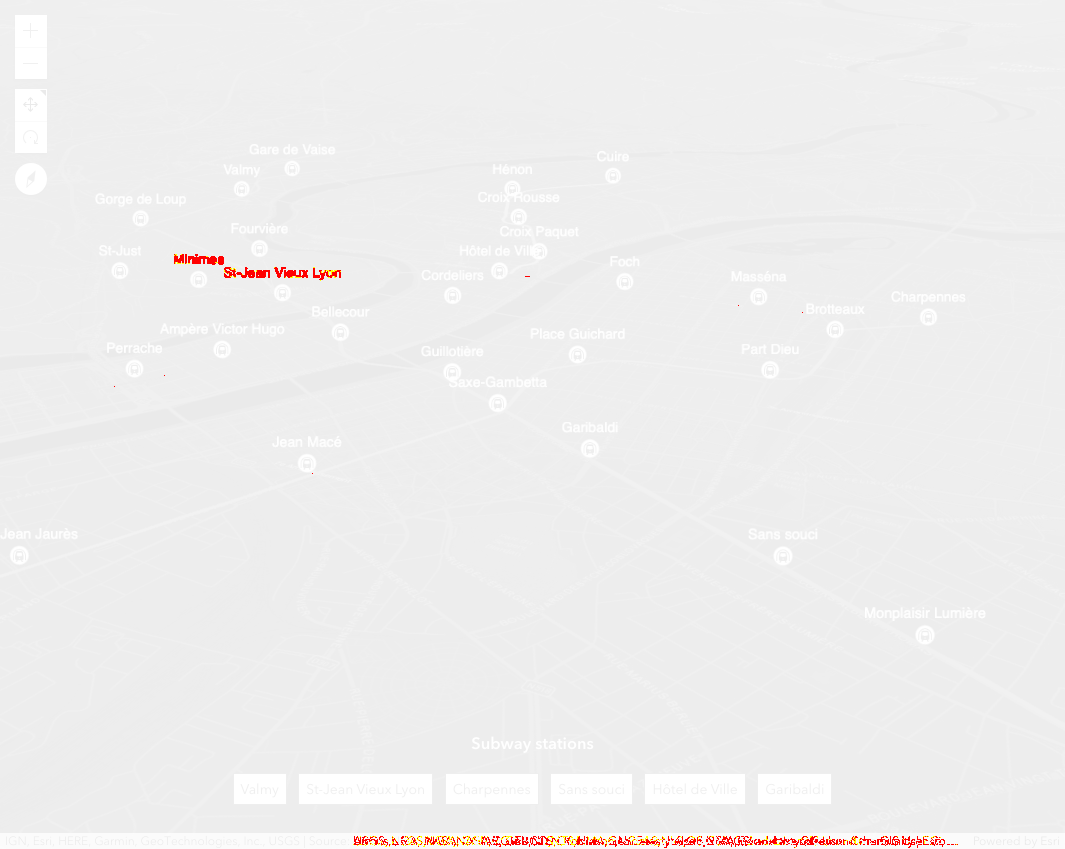 Gare de Vaise
Cuire
Valmy
Hénon
Gorge de Loup
Croix Rousse
Fourvière
Croix Paquet
St-Just
Hôtel de Ville
Minimes
Foch
St-Jean Vieux Lyon
Cordeliers
Masséna
Charpennes
Bellecour
Brotteaux
Ampère Victor Hugo
Place Guichard
Perrache
Guillotière
Part Dieu
Saxe-Gambetta
Garibaldi
Jean Macé
Jean Jaurès
Sans souci
Monplaisir Lumière
Subway stations
Valmy St-Jean Vieux Lyon Charpennes Sans souci Hôtel de Ville Garibaldi
IGN, Esri, HERE, Garmin, GeoTechnologies, Inc., USGS | Source: Powered by Esri